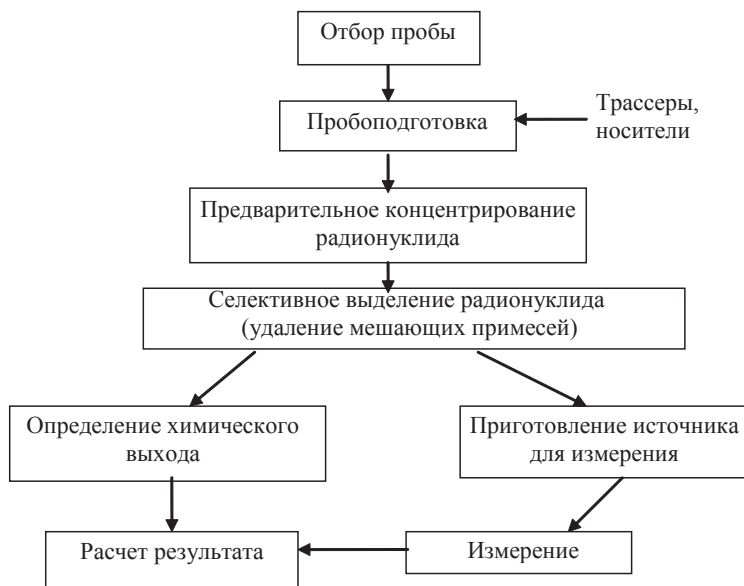 Отбор пробы
Пробоподготовка
Трассеры,
носители
Предварительное концентрирование
радионуклида
Селективное выделение радионуклида
(удаление мешающих примесей)
Определение химического
выхода
Приготовление источника
для измерения
Расчет результата
Измерение